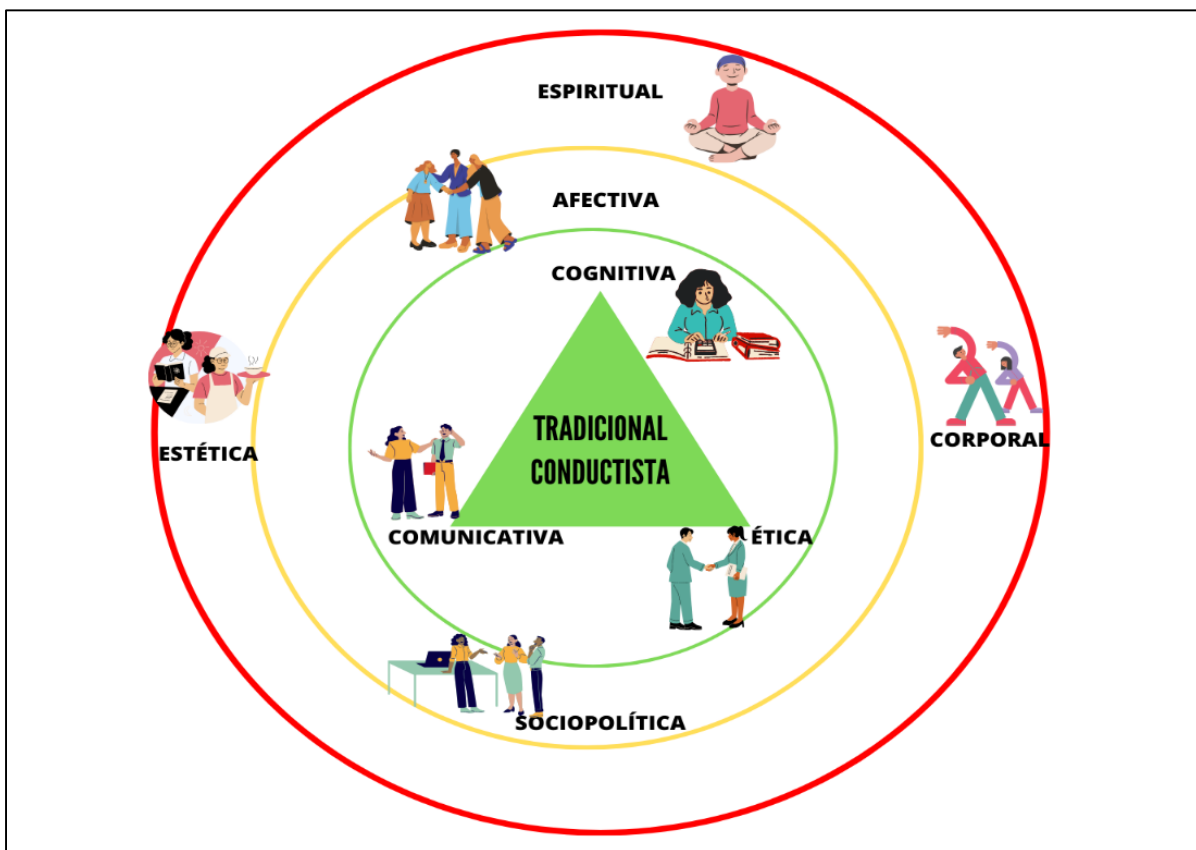 ESPIRITUAL
AFECTIVA
COGNITIVA
TRADICIONAL
CONDUCTISTA
ESTÉTICA
CORPORAL
COMUNICATIVA
ÉTICA
SOCIOPOLÍTICA